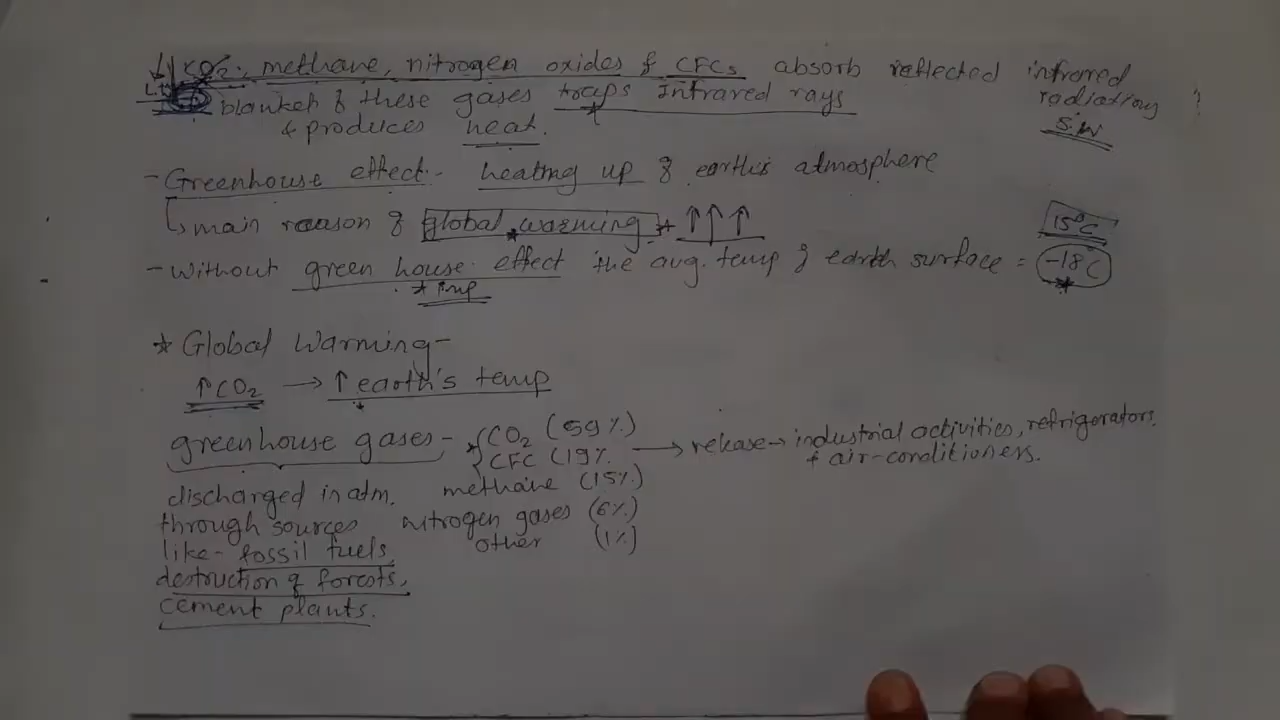 CO2, methane, nitrogen oxides & CFCs absorb reflected infrared radiation
S.W
blanket of these gases traps Infrared rays
& produces heat.
- Greenhouse effect - heating up of earth's atmosphere
main reason of global warming ↑↑↑
15°C
- Without green house effect the avg. temp of earth surface = -18°C
* Imp
* Global Warming -
↑CO2 → ↑ earth's temp
greenhouse gases - CO2 (59%)
CFC (19%) → release → industrial activities, refrigerators, & air-conditioners.
methane (15%)
nitrogen gases (6%)
other (1%)
discharged in atm.
through sources
like - fossil fuels,
destruction of forests,
cement plants.